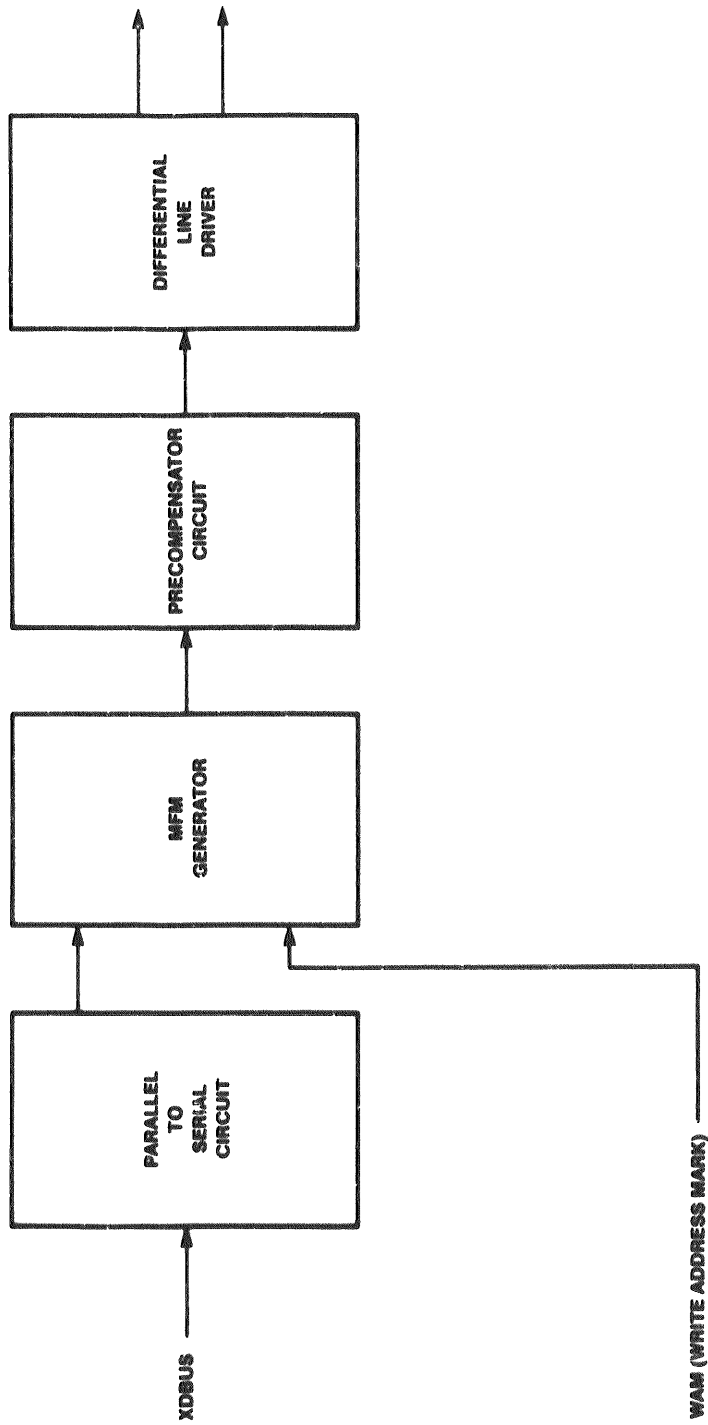 XDBUS
PARALLEL
TO
SERIAL
CIRCUIT
WAM (WRITE ADDRESS MARK)
MFM
GENERATOR
PRECOMPENSATOR
CIRCUIT
DIFFERENTIAL
LINE
DRIVER